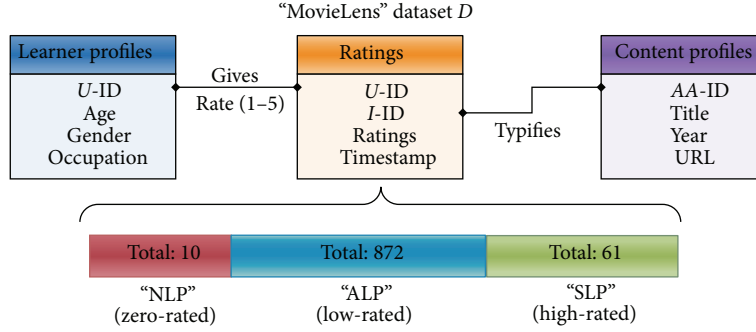 “MovieLens” dataset D
Learner profiles
U-ID
Age
Gender
Occupation
Gives
Rate (1–5)
Ratings
U-ID
I-ID
Ratings
Timestamp
Typifies
Content profiles
AA-ID
Title
Year
URL
Total: 10
Total: 872
Total: 61
“NLP”
(zero-rated)
“ALP”
(low-rated)
“SLP”
(high-rated)